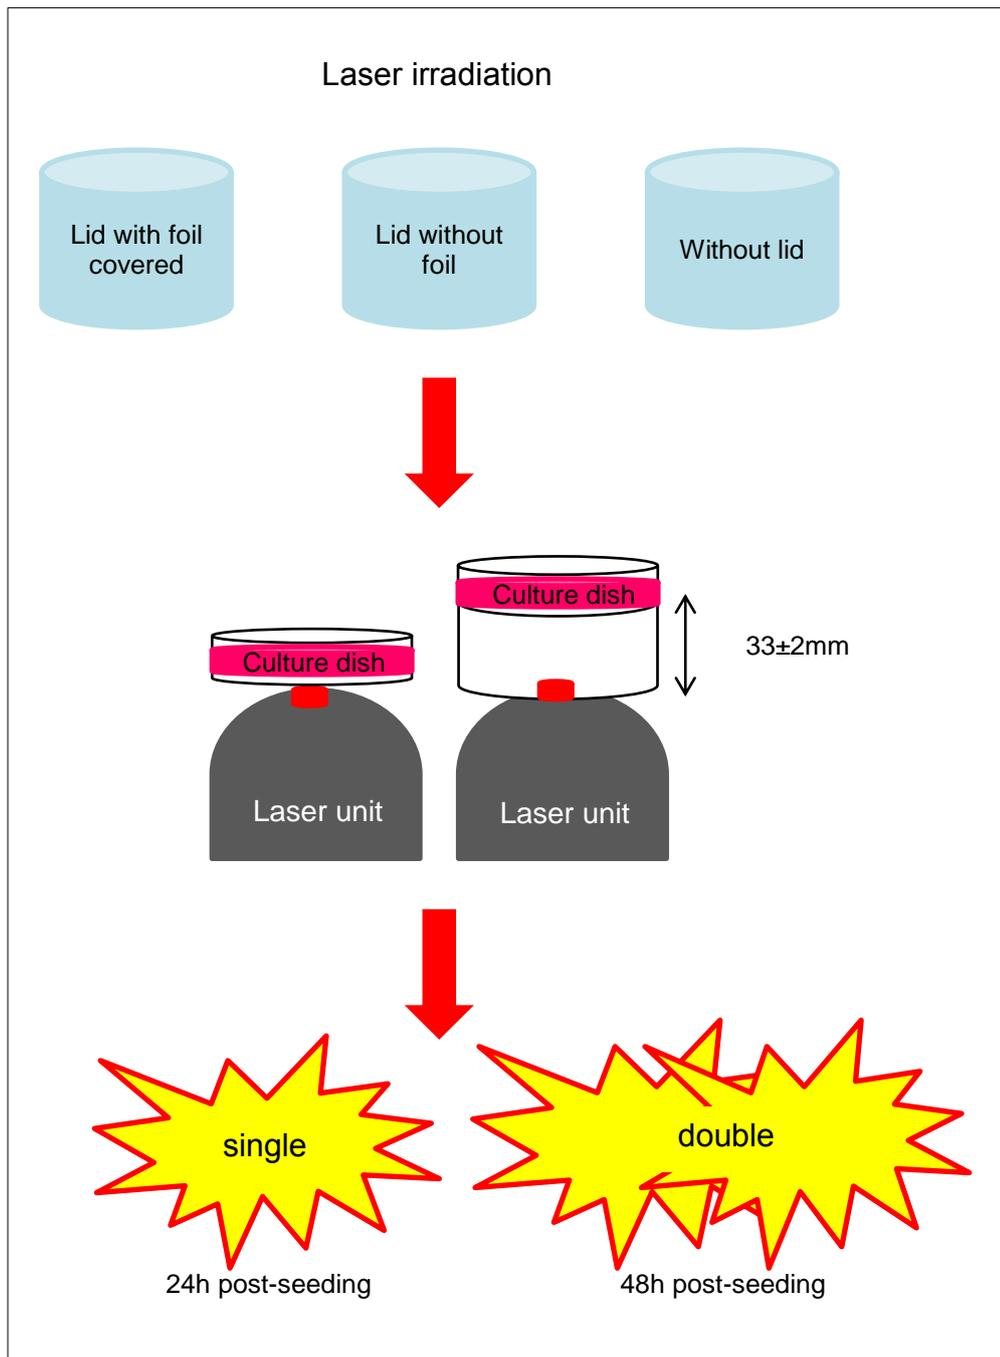 Laser irradiation
Lid with foil
covered
Lid without
foil
Without lid
Culture dish
Culture dish
33±2mm
Laser unit
Laser unit
single
double
24h post-seeding
48h post-seeding